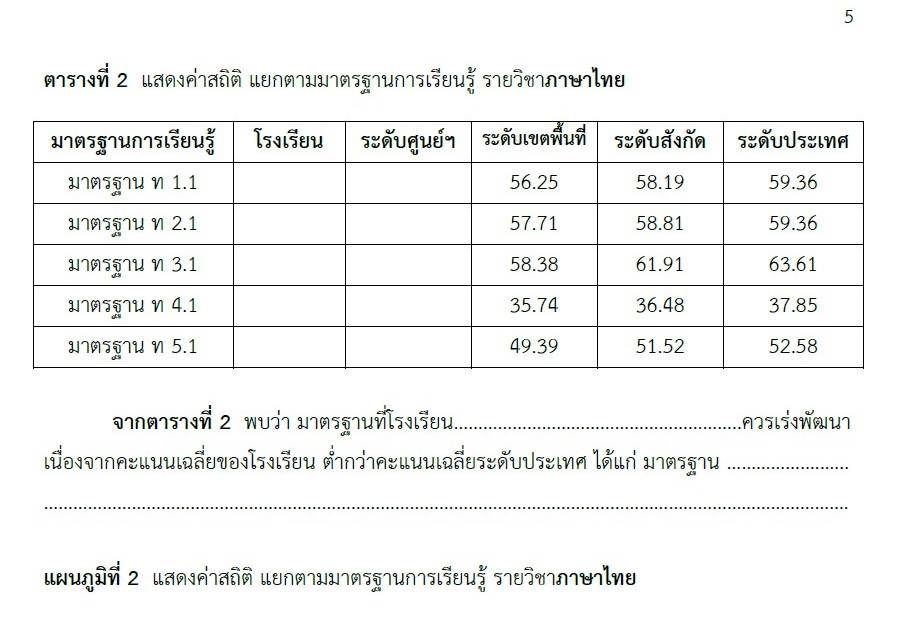 5
ตารางที่ 2 แสดงค่าสถิติ แยกตามมาตรฐานการเรียนรู้ รายวิชาภาษาไทย
มาตรฐานการเรียนรู้ โรงเรียน ระดับศูนย์ฯ ระดับเขตพื้นที่ ระดับสังกัด ระดับประเทศ
มาตรฐาน ท 1.1 56.25 58.19 59.36
มาตรฐาน ท 2.1 57.71 58.81 59.36
มาตรฐาน ท 3.1 58.38 61.91 63.61
มาตรฐาน ท 4.1 35.74 36.48 37.85
มาตรฐาน ท 5.1 49.39 51.52 52.58
จากตารางที่ 2 พบว่า มาตรฐานที่โรงเรียน...........................................................ควรเร่งพัฒนา
เนื่องจากคะแนนเฉลี่ยของโรงเรียน ต่ำกว่าคะแนนเฉลี่ยระดับประเทศ ได้แก่ มาตรฐาน .........................
.....................................................................................................................................................................
แผนภูมิที่ 2 แสดงค่าสถิติ แยกตามมาตรฐานการเรียนรู้ รายวิชาภาษาไทย